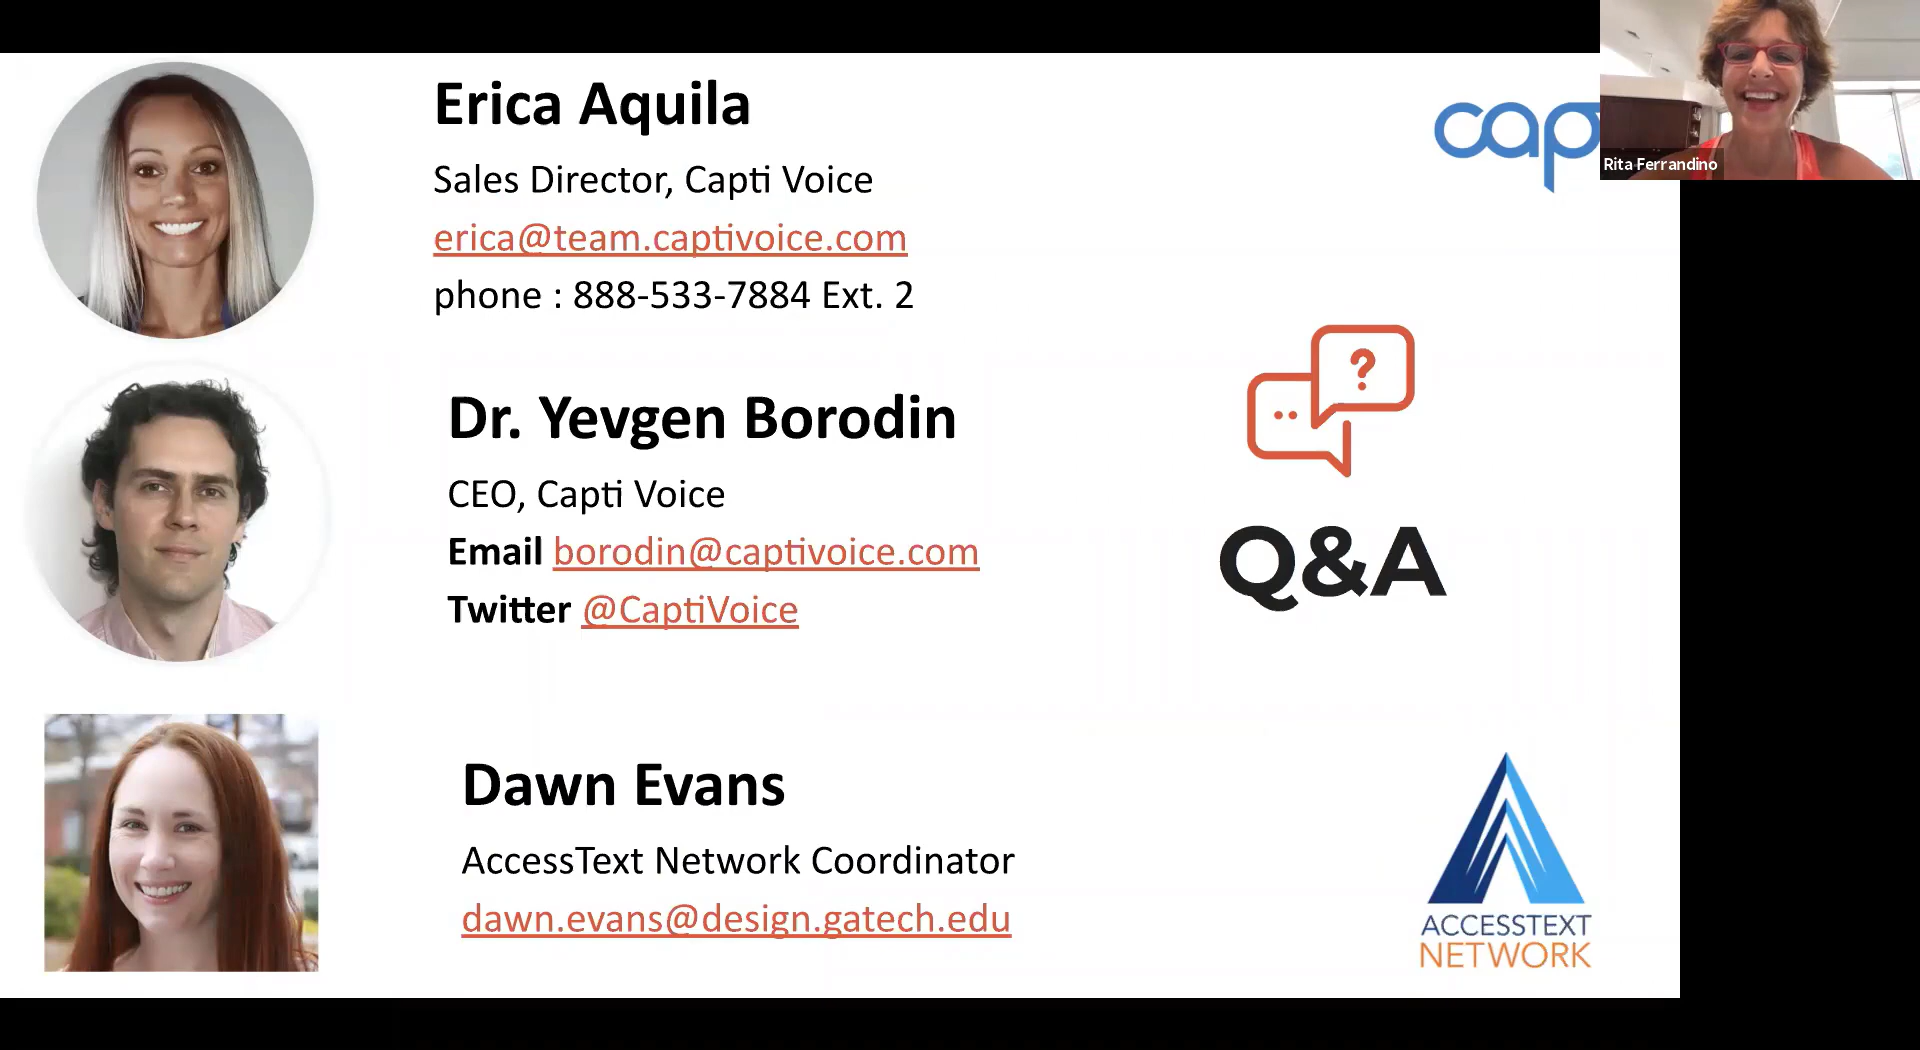 Erica Aquila
Sales Director, Capti Voice
erica@team.captivoice.com
phone : 888-533-7884 Ext. 2
Dr. Yevgen Borodin
CEO, Capti Voice
Email borodin@captivoice.com
Twitter @CaptiVoice
Dawn Evans
AccessText Network Coordinator
dawn.evans@design.gatech.edu
cap
Rita Ferrandino
?
Q&A
ACCESSTEXT
NETWORK